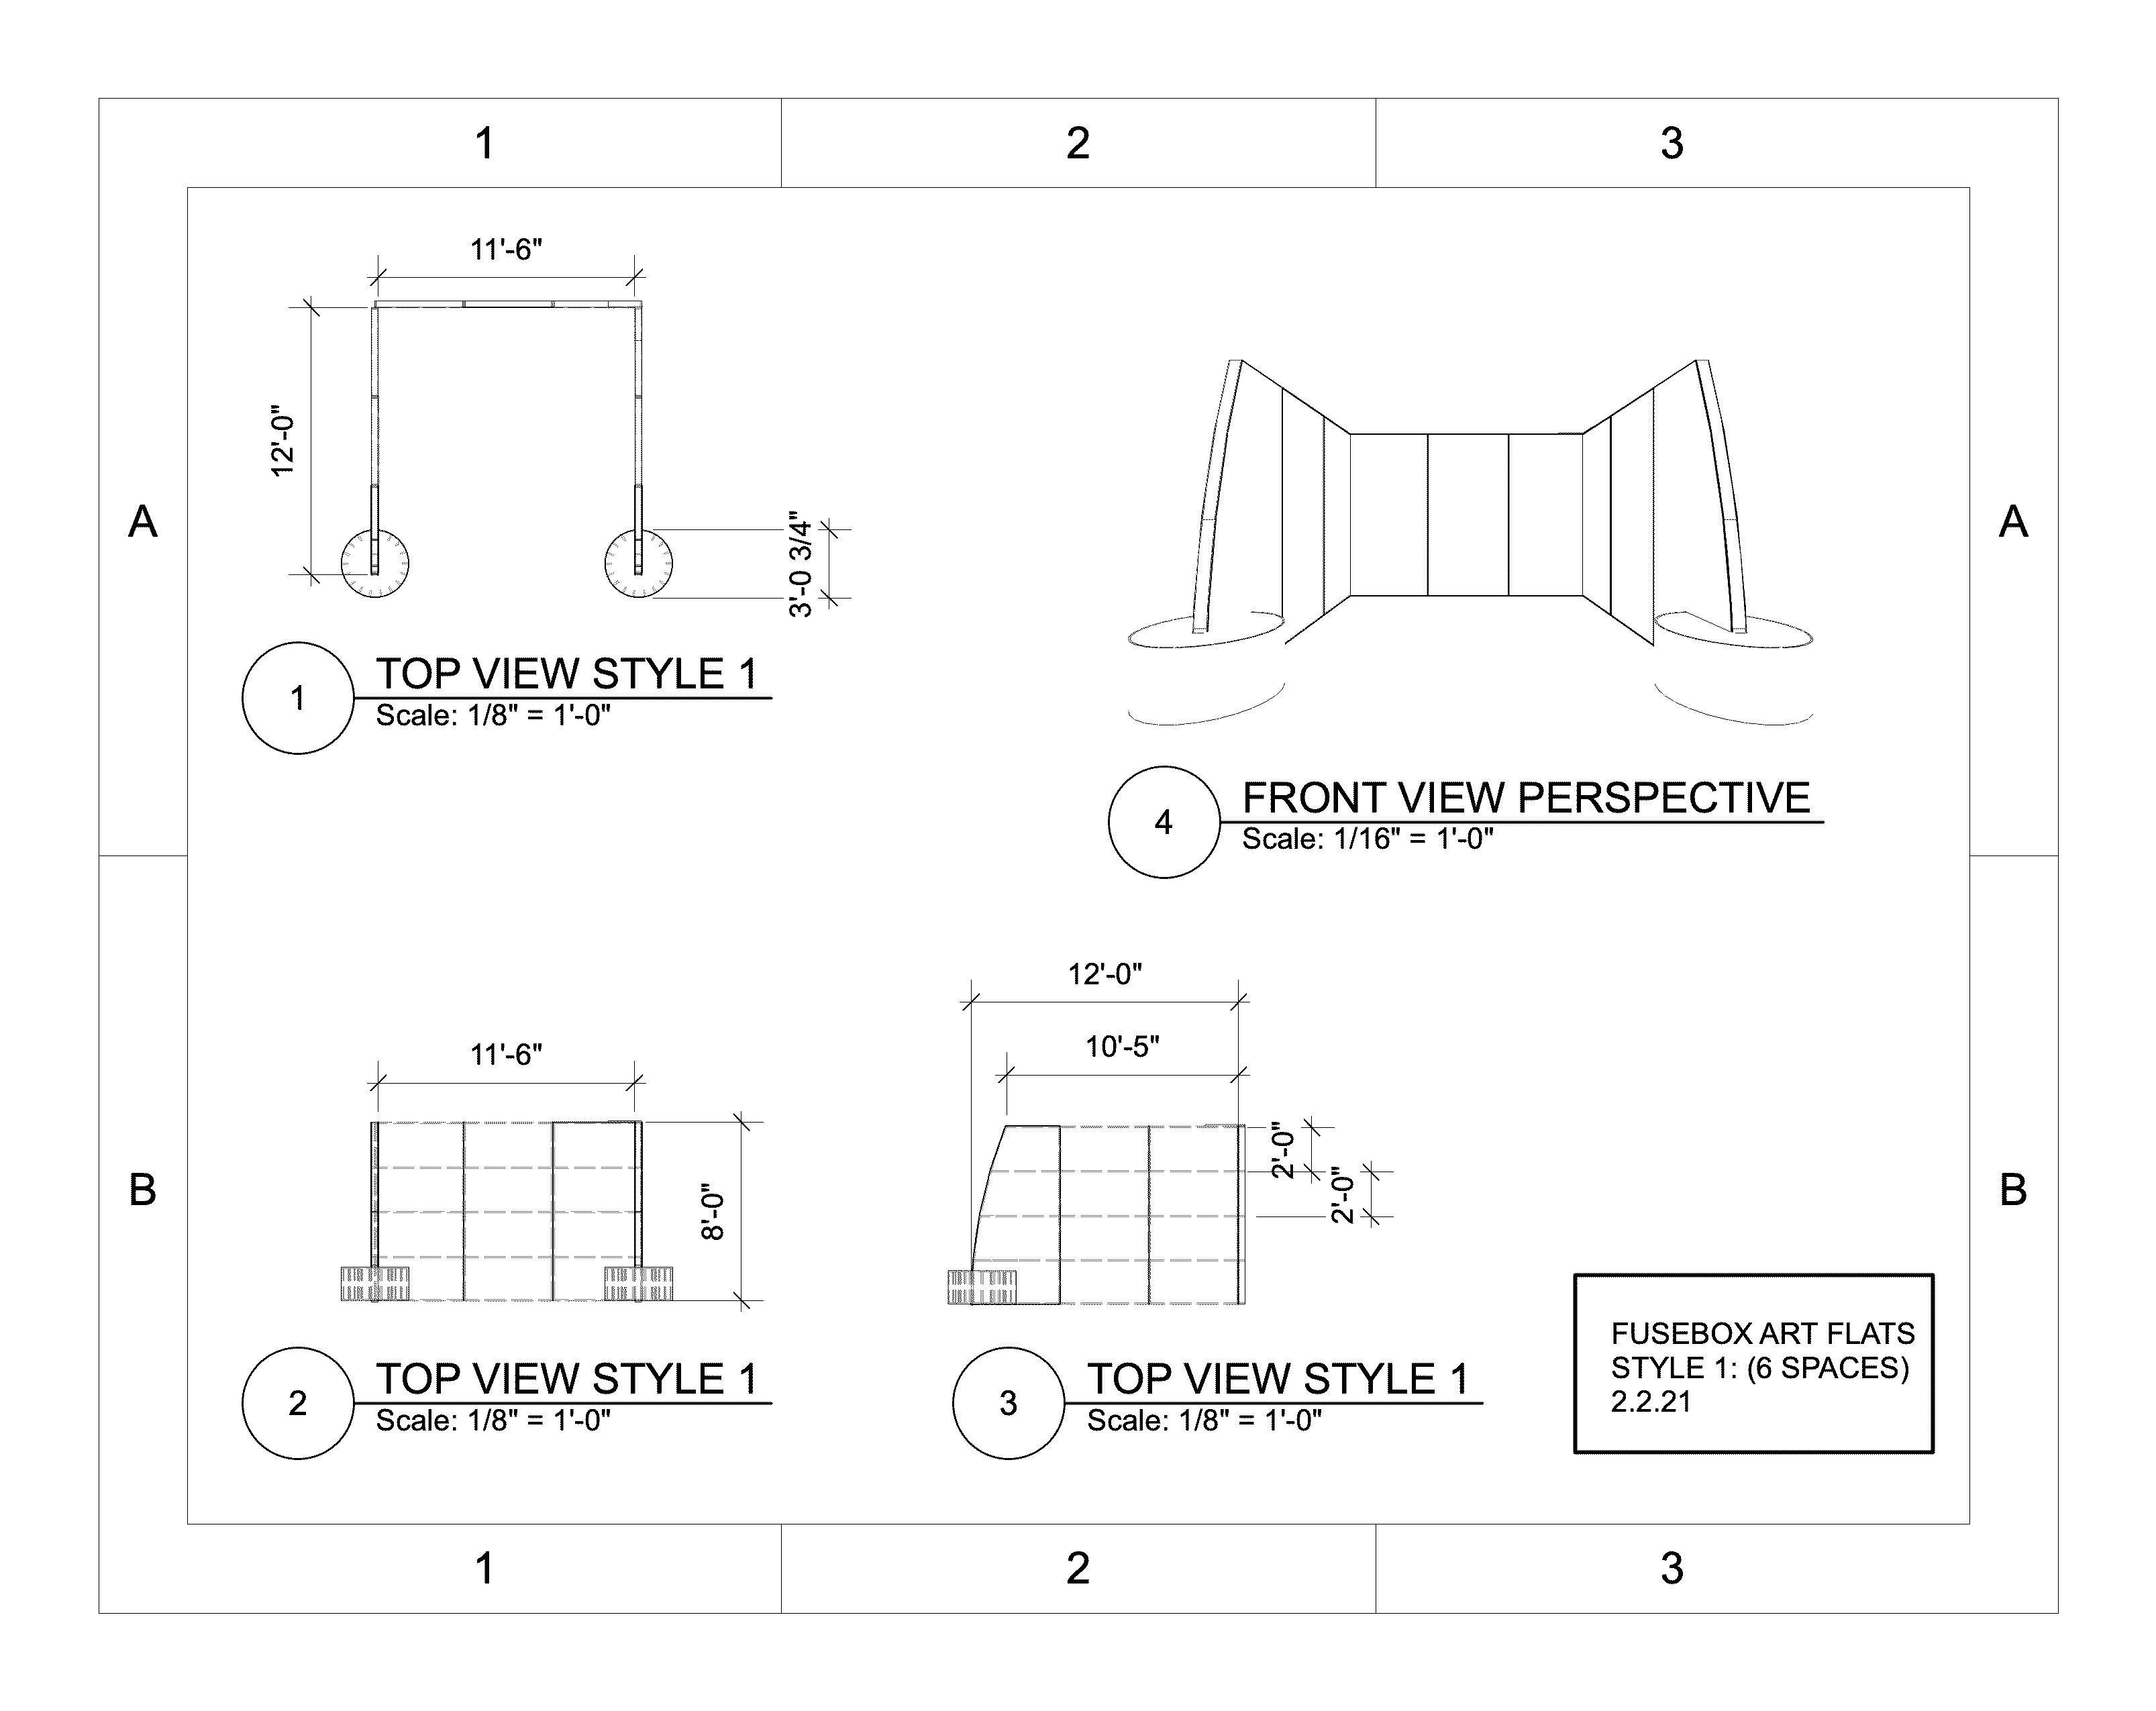 1
2
3
11'-6"
12'-0"
3'-0 3/4"
A
A
1
TOP VIEW STYLE 1
Scale: 1/8" = 1'-0"
4
FRONT VIEW PERSPECTIVE
Scale: 1/16" = 1'-0"
12'-0"
10'-5"
11'-6"
2'-0"
2'-0"
8'-0"
B
B
2
TOP VIEW STYLE 1
Scale: 1/8" = 1'-0"
3
TOP VIEW STYLE 1
Scale: 1/8" = 1'-0"
FUSEBOX ART FLATS
STYLE 1: (6 SPACES)
2.2.21
1
2
3